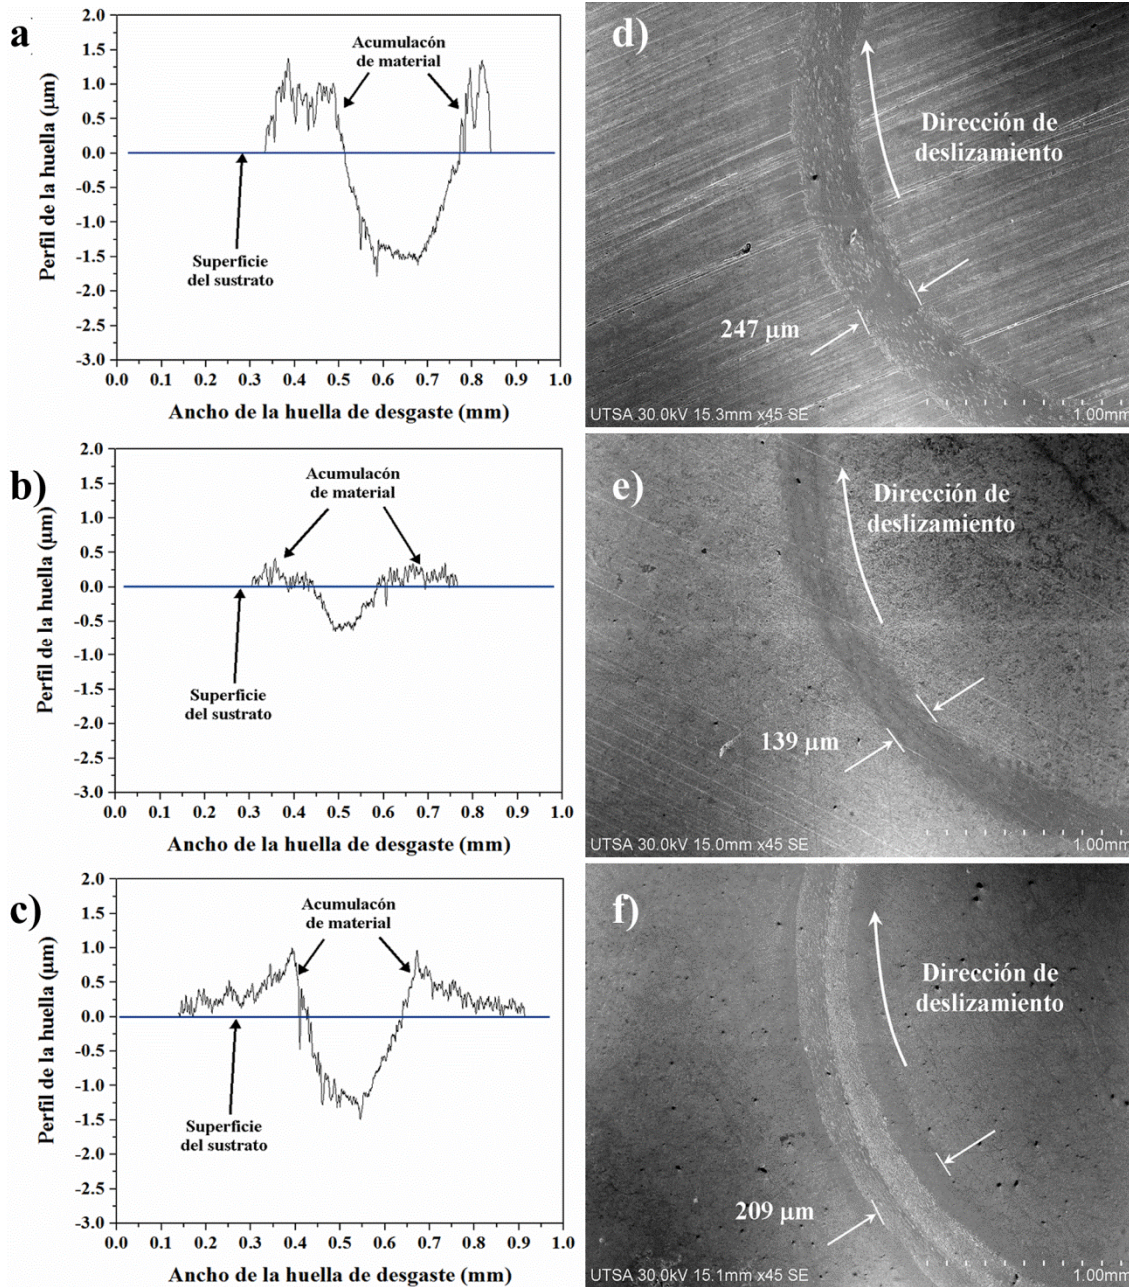 a
2.0
1.5
1.0
0.5
0.0
-0.5
-1.0
-1.5
-2.0
-2.5
-3.0
Perfil de la huella (µm)
Acumulacón
de material
Superficie
del sustrato
0.0 0.1 0.2 0.3 0.4 0.5 0.6 0.7 0.8 0.9 1.0
Ancho de la huella de desgaste (mm)
d)
Dirección de
deslizamiento
247 µm
UTSA 30.0kV 15.3mm x45 SE
1.00mm
b)
2.0
1.5
1.0
0.5
0.0
-0.5
-1.0
-1.5
-2.0
-2.5
-3.0
Perfil de la huella (µm)
Acumulacón
de material
Superficie
del sustrato
0.0 0.1 0.2 0.3 0.4 0.5 0.6 0.7 0.8 0.9 1.0
Ancho de la huella de desgaste (mm)
e)
Dirección de
deslizamiento
139 µm
UTSA 30.0kV 15.0mm x45 SE
1.00mm
c)
2.0
1.5
1.0
0.5
0.0
-0.5
-1.0
-1.5
-2.0
-2.5
-3.0
Perfil de la huella (µm)
Acumulacón
de material
Superficie
del sustrato
0.0 0.1 0.2 0.3 0.4 0.5 0.6 0.7 0.8 0.9 1.0
Ancho de la huella de desgaste (mm)
f)
Dirección de
deslizamiento
209 µm
UTSA 30.0kV 15.1mm x45 SE
1.00mm